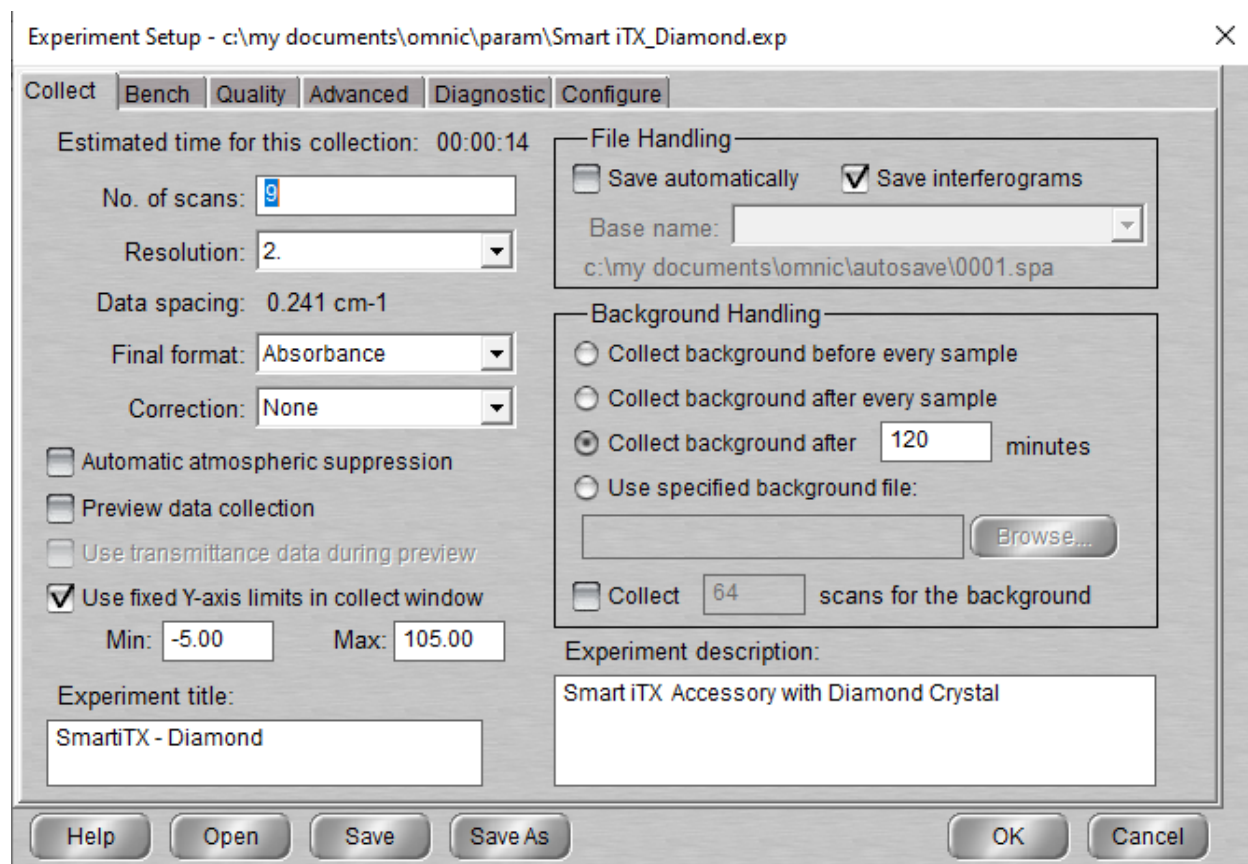 Experiment Setup - c:\my documents\omnic\param\Smart iTX_Diamond.exp
Collect Bench Quality Advanced Diagnostic Configure
Estimated time for this collection: 00:00:14
No. of scans: 9
Resolution: 2.
Data spacing: 0.241 cm-1
Final format: Absorbance
Correction: None
Automatic atmospheric suppression
Preview data collection
Use transmittance data during preview
Use fixed Y-axis limits in collect window
Min: -5.00 Max: 105.00
Experiment title:
SmartiTX - Diamond
File Handling
Save automatically Save interferograms
Base name:
c:\my documents\omnic\autosave\0001.spa
Background Handling
Collect background before every sample
Collect background after every sample
Collect background after 120 minutes
Use specified background file:
Browse...
Collect 64 scans for the background
Experiment description:
Smart iTX Accessory with Diamond Crystal
Help Open Save Save As OK Cancel